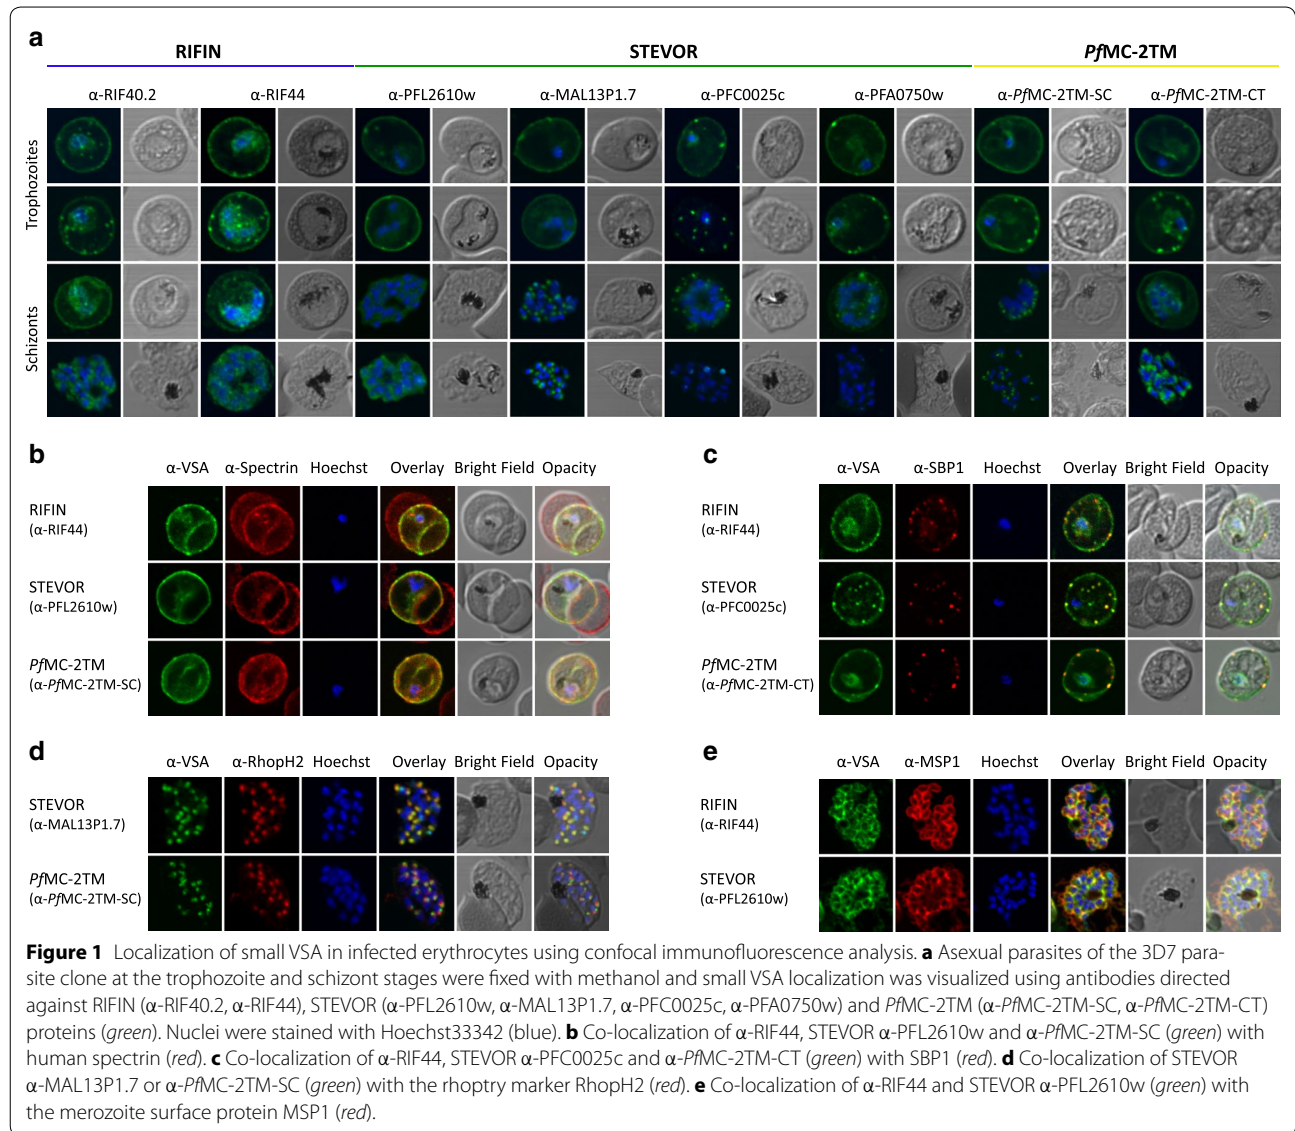 a
RIFIN STEVOR PfMC-2TM
α-RIF40.2 α-RIF44 α-PFL2610w α-MAL13P1.7 α-PFC0025c α-PFA0750w α-PfMC-2TM-SC α-PfMC-2TM-CT
Trophozoites
Schizonts
b
α-VSA α-Spectrin Hoechst Overlay Bright Field Opacity
RIFIN
(α-RIF44)
STEVOR
(α-PFL2610w)
PfMC-2TM
(α-PfMC-2TM-SC)
c
α-VSA α-SBP1 Hoechst Overlay Bright Field Opacity
RIFIN
(α-RIF44)
STEVOR
(α-PFC0025c)
PfMC-2TM
(α-PfMC-2TM-CT)
d
α-VSA α-RhopH2 Hoechst Overlay Bright Field Opacity
STEVOR
(α-MAL13P1.7)
PfMC-2TM
(α-PfMC-2TM-SC)
e
α-VSA α-MSP1 Hoechst Overlay Bright Field Opacity
RIFIN
(α-RIF44)
STEVOR
(α-PFL2610w)
Figure 1 Localization of small VSA in infected erythrocytes using confocal immunofluorescence analysis. a Asexual parasites of the 3D7 para-
site clone at the trophozoite and schizont stages were fixed with methanol and small VSA localization was visualized using antibodies directed
against RIFIN (α-RIF40.2, α-RIF44), STEVOR (α-PFL2610w, α-MAL13P1.7, α-PFC0025c, α-PFA0750w) and PfMC-2TM (α-PfMC-2TM-SC, α-PfMC-2TM-CT)
proteins (green). Nuclei were stained with Hoechst33342 (blue). b Co-localization of α-RIF44, STEVOR α-PFL2610w and α-PfMC-2TM-SC (green) with
human spectrin (red). c Co-localization of α-RIF44, STEVOR α-PFC0025c and α-PfMC-2TM-CT (green) with SBP1 (red). d Co-localization of STEVOR
α-MAL13P1.7 or α-PfMC-2TM-SC (green) with the rhoptry marker RhopH2 (red). e Co-localization of α-RIF44 and STEVOR α-PFL2610w (green) with
the merozoite surface protein MSP1 (red).